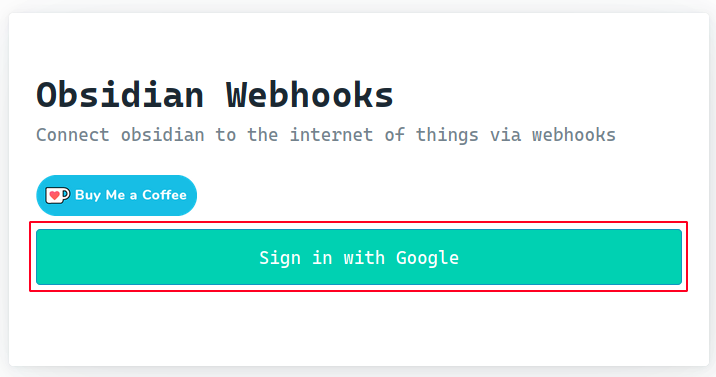 Obsidian Webhooks
Connect obsidian to the internet of things via webhooks
Buy Me a Coffee
Sign in with Google